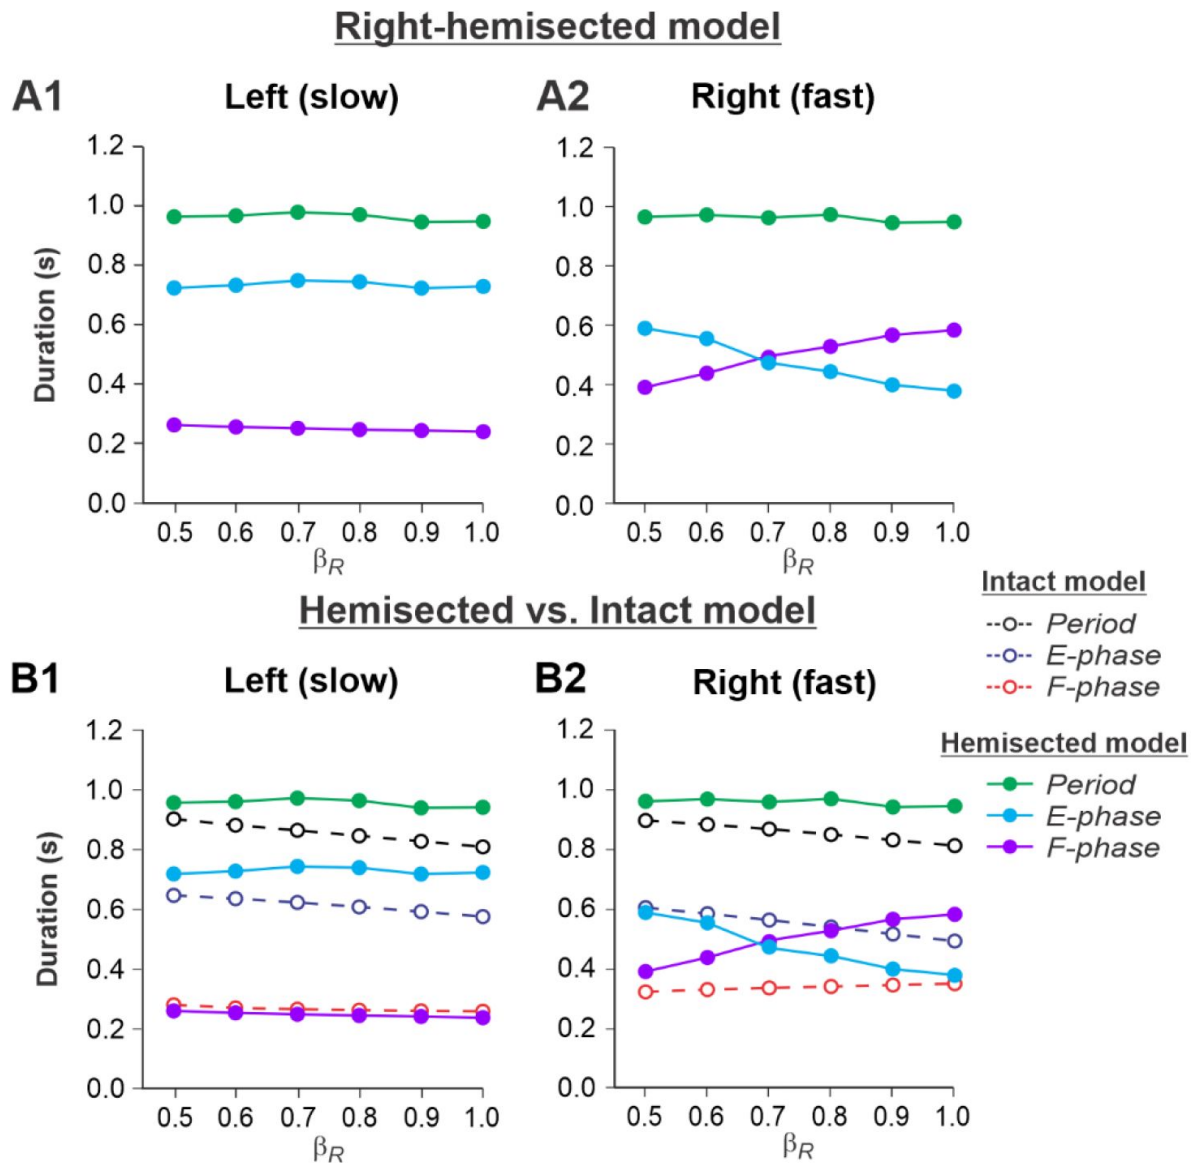 Right-hemisected model
A1
Left (slow)
A2
Right (fast)
Duration (s)
1.2
1.0
0.8
0.6
0.4
0.2
0.0
0.5 0.6 0.7 0.8 0.9 1.0
βR
1.2
1.0
0.8
0.6
0.4
0.2
0.0
0.5 0.6 0.7 0.8 0.9 1.0
βR
Hemisected vs. Intact model
Intact model
Period
E-phase
F-phase
Hemisected model
Period
E-phase
F-phase
B1
Left (slow)
B2
Right (fast)
Duration (s)
1.2
1.0
0.8
0.6
0.4
0.2
0.0
0.5 0.6 0.7 0.8 0.9 1.0
βR
1.2
1.0
0.8
0.6
0.4
0.2
0.0
0.5 0.6 0.7 0.8 0.9 1.0
βR